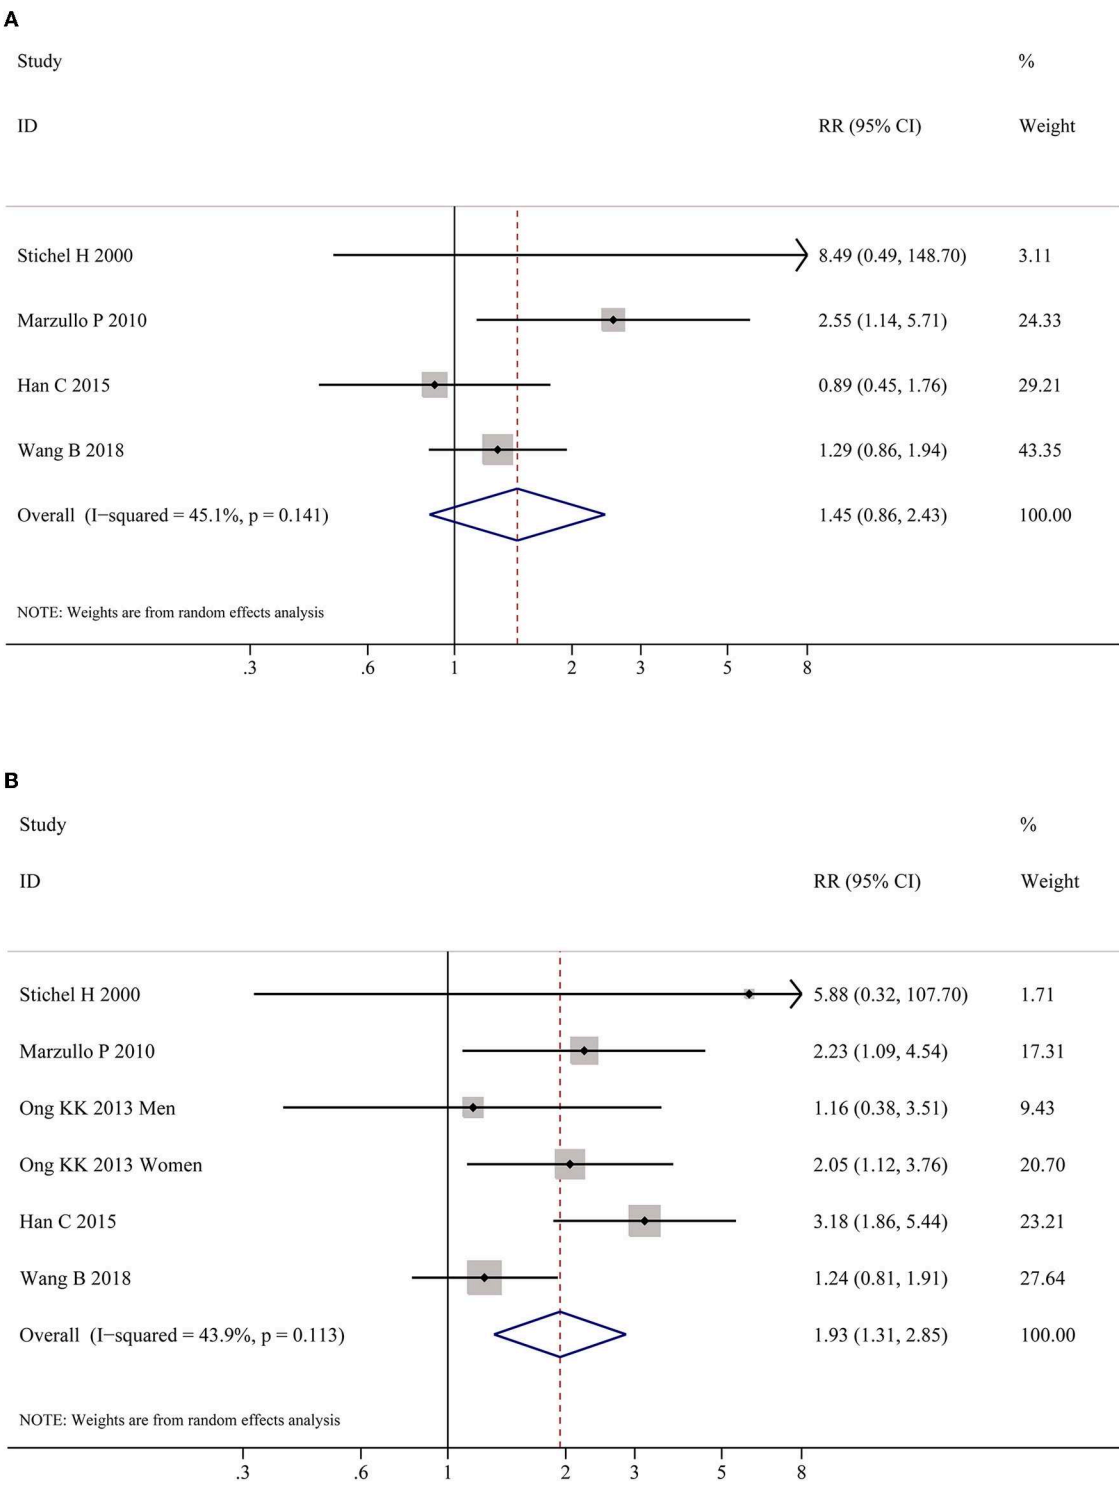 A
Study %
ID RR (95% CI) Weight
Stichel H 2000 8.49 (0.49, 148.70) 3.11
Marzullo P 2010 2.55 (1.14, 5.71) 24.33
Han C 2015 0.89 (0.45, 1.76) 29.21
Wang B 2018 1.29 (0.86, 1.94) 43.35
Overall (I−squared = 45.1%, p = 0.141) 1.45 (0.86, 2.43) 100.00
NOTE: Weights are from random effects analysis
.3 .6 1 2 3 5 8
B
Study %
ID RR (95% CI) Weight
Stichel H 2000 5.88 (0.32, 107.70) 1.71
Marzullo P 2010 2.23 (1.09, 4.54) 17.31
Ong KK 2013 Men 1.16 (0.38, 3.51) 9.43
Ong KK 2013 Women 2.05 (1.12, 3.76) 20.70
Han C 2015 3.18 (1.86, 5.44) 23.21
Wang B 2018 1.24 (0.81, 1.91) 27.64
Overall (I−squared = 43.9%, p = 0.113) 1.93 (1.31, 2.85) 100.00
NOTE: Weights are from random effects analysis
.3 .6 1 2 3 5 8